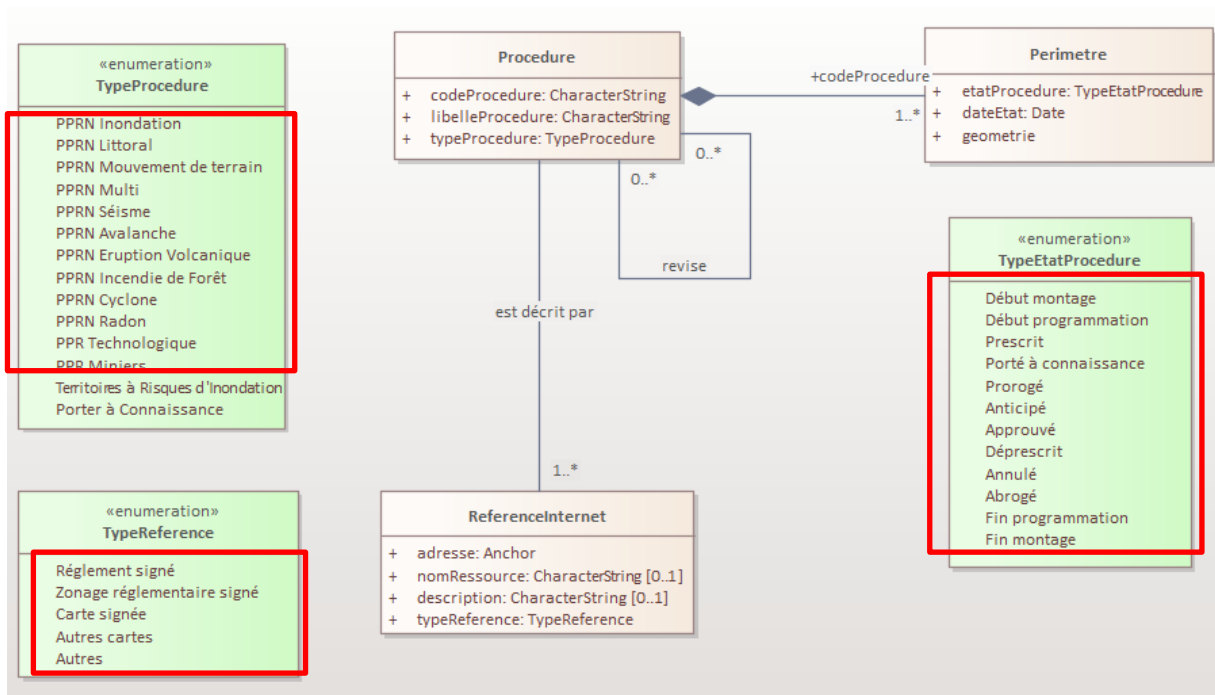 «enumeration»
TypeProcedure
PPRN Inondation
PPRN Littoral
PPRN Mouvement de terrain
PPRN Multi
PPRN Séisme
PPRN Avalanche
PPRN Eruption Volcanique
PPRN Incendie de Forêt
PPRN Cyclone
PPRN Radon
PPR Technologique
PPR Miniers
Territoires à Risques d'Inondation
Porter à Connaissance
Procedure
+ codeProcedure: CharacterString
+ libelleProcedure: CharacterString
+ typeProcedure: TypeProcedure
+codeProcedure
1..*
Perimetre
+ etatProcedure: TypeEtatProcedure
+ dateEtat: Date
+ geometrie
0..*
0..*
revise
est décrit par
1..*
«enumeration»
TypeEtatProcedure
Début montage
Début programmation
Prescrit
Porté à connaissance
Prorogé
Anticipé
Approuvé
Déprescrit
Annulé
Abrogé
Fin programmation
Fin montage
«enumeration»
TypeReference
Réglement signé
Zonage réglementaire signé
Carte signée
Autres cartes
Autres
ReferenceInternet
+ adresse: Anchor
+ nomRessource: CharacterString [0..1]
+ description: CharacterString [0..1]
+ typeReference: TypeReference